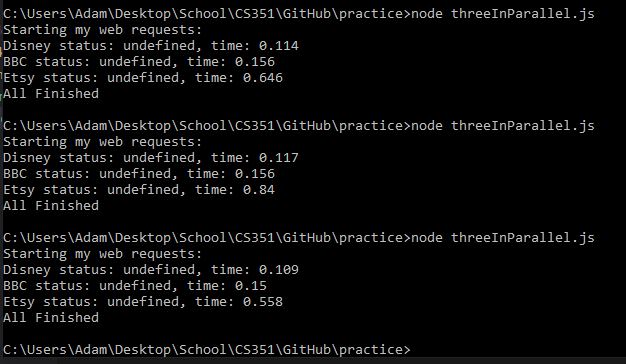 C:\Users\Adam\Desktop\School\CS351\GitHub\practice>node threeInParallel.js
Starting my web requests:
Disney status: undefined, time: 0.114
BBC status: undefined, time: 0.156
Etsy status: undefined, time: 0.646
All Finished
C:\Users\Adam\Desktop\School\CS351\GitHub\practice>node threeInParallel.js
Starting my web requests:
Disney status: undefined, time: 0.117
BBC status: undefined, time: 0.156
Etsy status: undefined, time: 0.84
All Finished
C:\Users\Adam\Desktop\School\CS351\GitHub\practice>node threeInParallel.js
Starting my web requests:
Disney status: undefined, time: 0.109
BBC status: undefined, time: 0.15
Etsy status: undefined, time: 0.558
All Finished
C:\Users\Adam\Desktop\School\CS351\GitHub\practice>